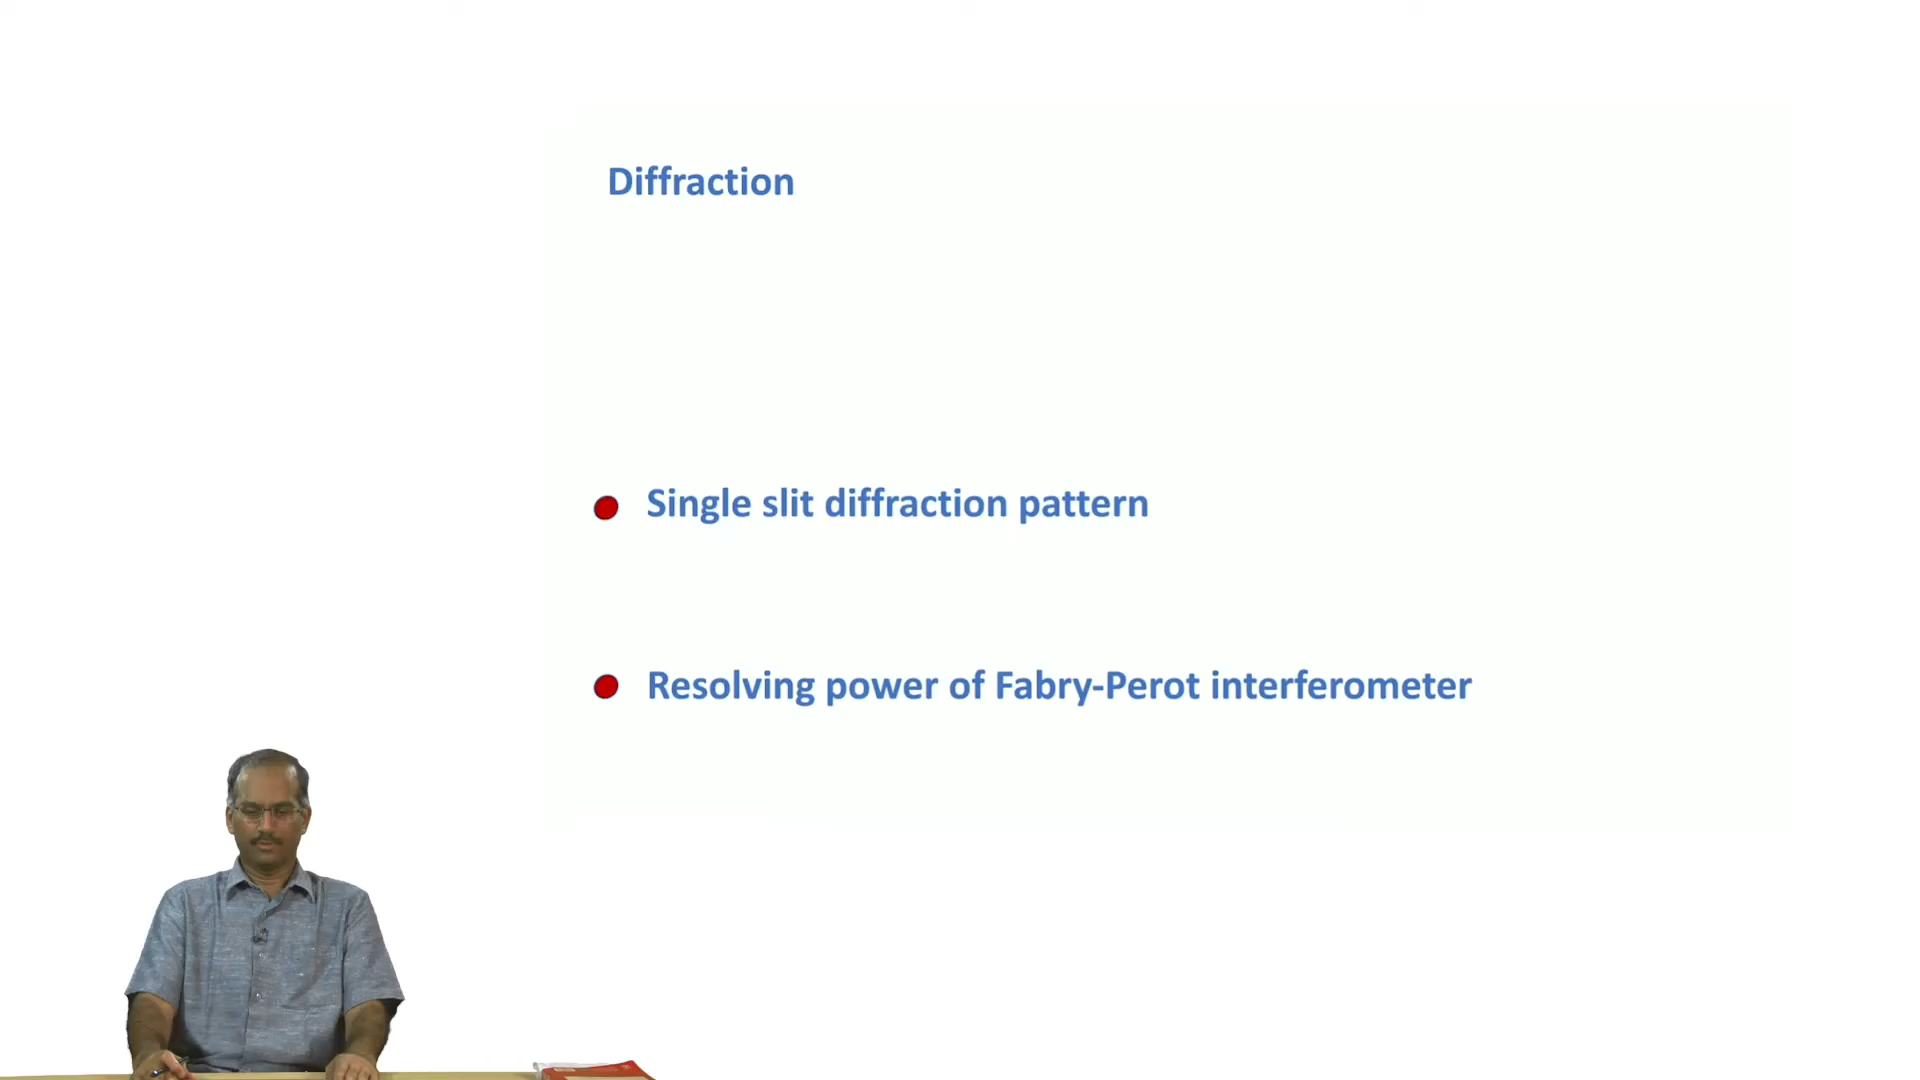 Diffraction
Single slit diffraction pattern
Resolving power of Fabry-Perot interferometer